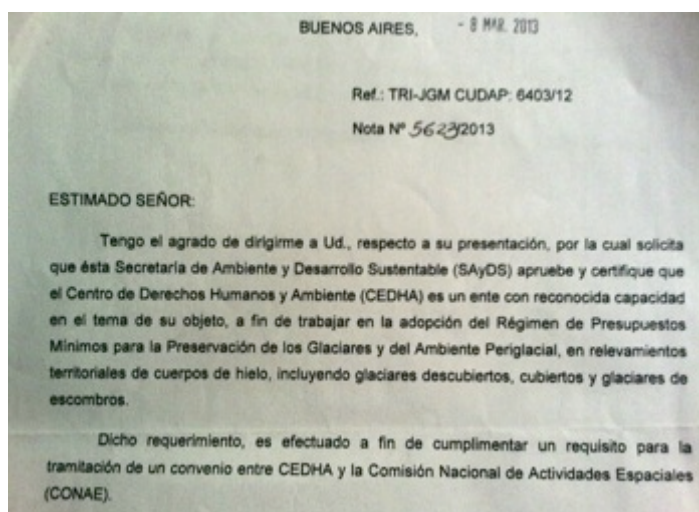 BUENOS AIRES, - 8 MAR. 2013
Ref.: TRI-JGM CUDAP: 6403/12
Nota Nº 5623/2013
ESTIMADO SEÑOR:
Tengo el agrado de dirigirme a Ud., respecto a su presentación, por la cual solicita
que ésta Secretaría de Ambiente y Desarrollo Sustentable (SAyDS) apruebe y certifique que
el Centro de Derechos Humanos y Ambiente (CEDHA) es un ente con reconocida capacidad
en el tema de su objeto, a fin de trabajar en la adopción del Régimen de Presupuestos
Mínimos para la Preservación de los Glaciares y del Ambiente Periglacial, en relevamientos
territoriales de cuerpos de hielo, incluyendo glaciares descubiertos, cubiertos y glaciares de
escombros.
Dicho requerimiento, es efectuado a fin de cumplimentar un requisito para la
tramitación de un convenio entre CEDHA y la Comisión Nacional de Actividades Espaciales
(CONAE).